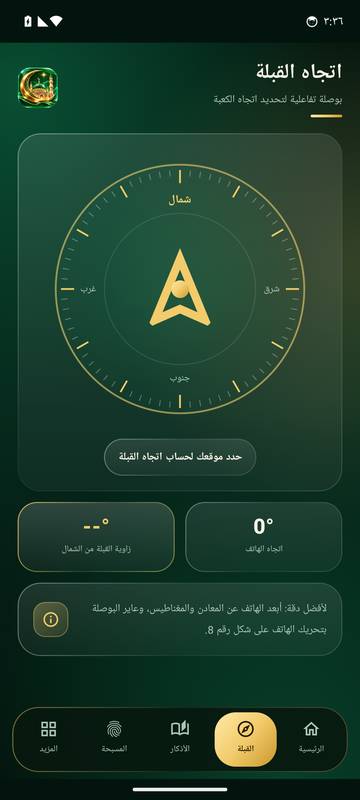 ٣:٣٦
اتجاه القبلة
بوصلة تفاعلية لتحديد اتجاه الكعبة
شمال
شرق
غرب
جنوب
حدد موقعك لحساب اتجاه القبلة
0°
اتجاه الهاتف
--°
زاوية القبلة من الشمال
لأفضل دقة: أبعد الهاتف عن المعادن والمغناطيس، وعاير البوصلة
بتحريك الهاتف على شكل رقم 8.
الرئيسية
القبلة
الأذكار
المسبحة
المزيد